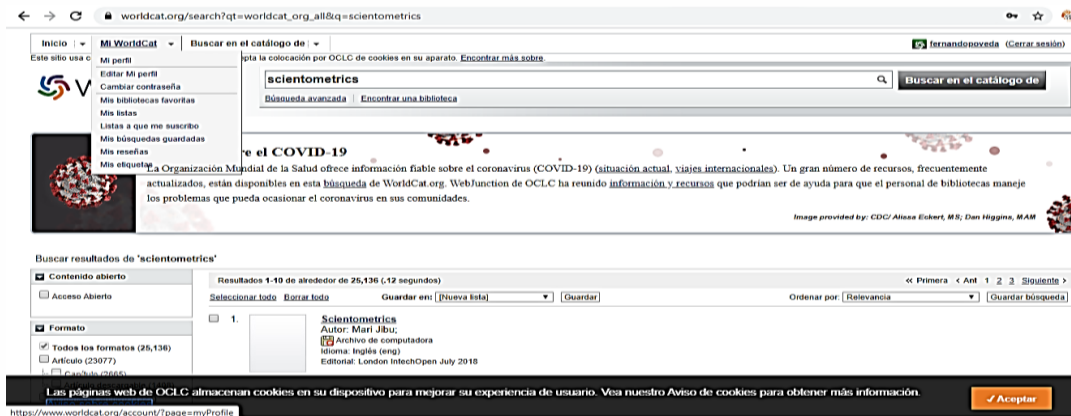 worldcat.org/search?qt=worldcat_org_all&q=scientometrics
Inicio Mi WorldCat Buscar en el catálogo de fernandopoveda (Cerrar sesión)
Este sitio usa c epta la colocación por OCLC de cookies en su aparato. Encontrar más sobre.
Mi perfil
Editar Mi perfil
Cambiar contraseña
Mis bibliotecas favoritas
Mis listas
Listas a que me suscribo
Mis búsquedas guardadas
Mis reseñas
Mis etiquetas
W
scientometrics Buscar en el catálogo de
Búsqueda avanzada Encontrar una biblioteca
re el COVID-19
La Organización Mundial de la Salud ofrece información fiable sobre el coronavirus (COVID-19) (situación actual, viajes internacionales). Un gran número de recursos, frecuentemente
actualizados, están disponibles en esta búsqueda de WorldCat.org. WebJunction de OCLC ha reunido información y recursos que podrían ser de ayuda para que el personal de bibliotecas maneje
los problemas que pueda ocasionar el coronavirus en sus comunidades.
Image provided by: CDC/ Alissa Eckert, MS; Dan Higgins, MAM
Buscar resultados de 'scientometrics'
Contenido abierto
Acceso Abierto
Formato
Todos los formatos (25,136)
Artículo (23077)
Capítulo (2665)
Resultados 1-10 de alrededor de 25,136 (.12 segundos) << Primera < Ant 1 2 3 Siguiente >
Seleccionar todo Borrar todo Guardar en: [Nueva lista] Guardar Ordenar por: Relevancia Guardar búsqueda
1. Scientometrics
Autor: Mari Jibu;
Archivo de computadora
Idioma: Inglés (eng)
Editorial: London IntechOpen July 2018
Las páginas web de OCLC almacenan cookies en su dispositivo para mejorar su experiencia de usuario. Vea nuestro Aviso de cookies para obtener más información. ✓ Aceptar
https://www.worldcat.org/account/?page=myProfile